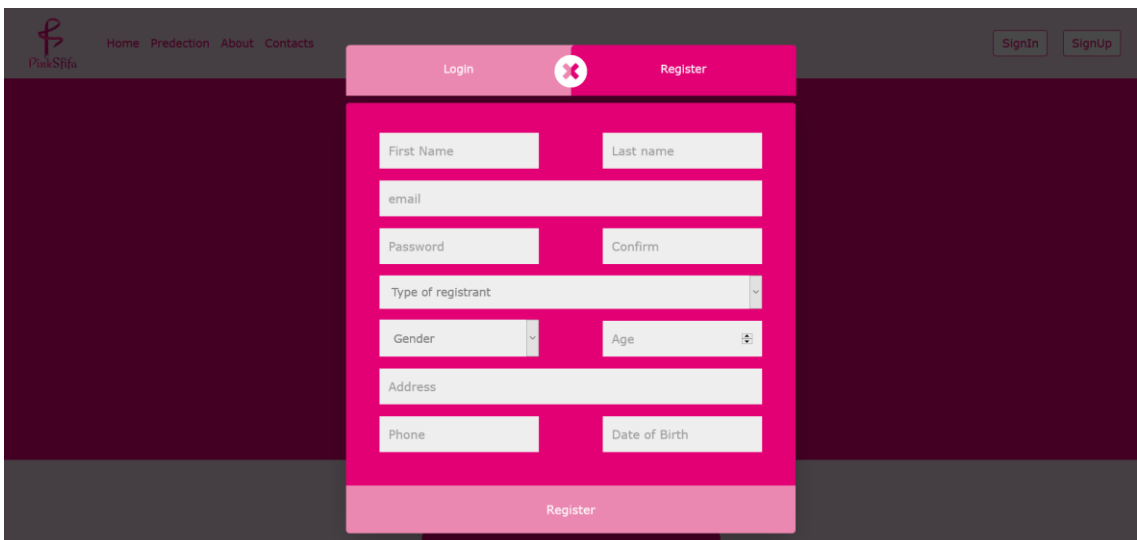 Home Predection About Contacts
SignIn SignUp
PinkSfifa
Login Register
First Name Last name
email
Password Confirm
Type of registrant
Gender Age
Address
Phone Date of Birth
Register